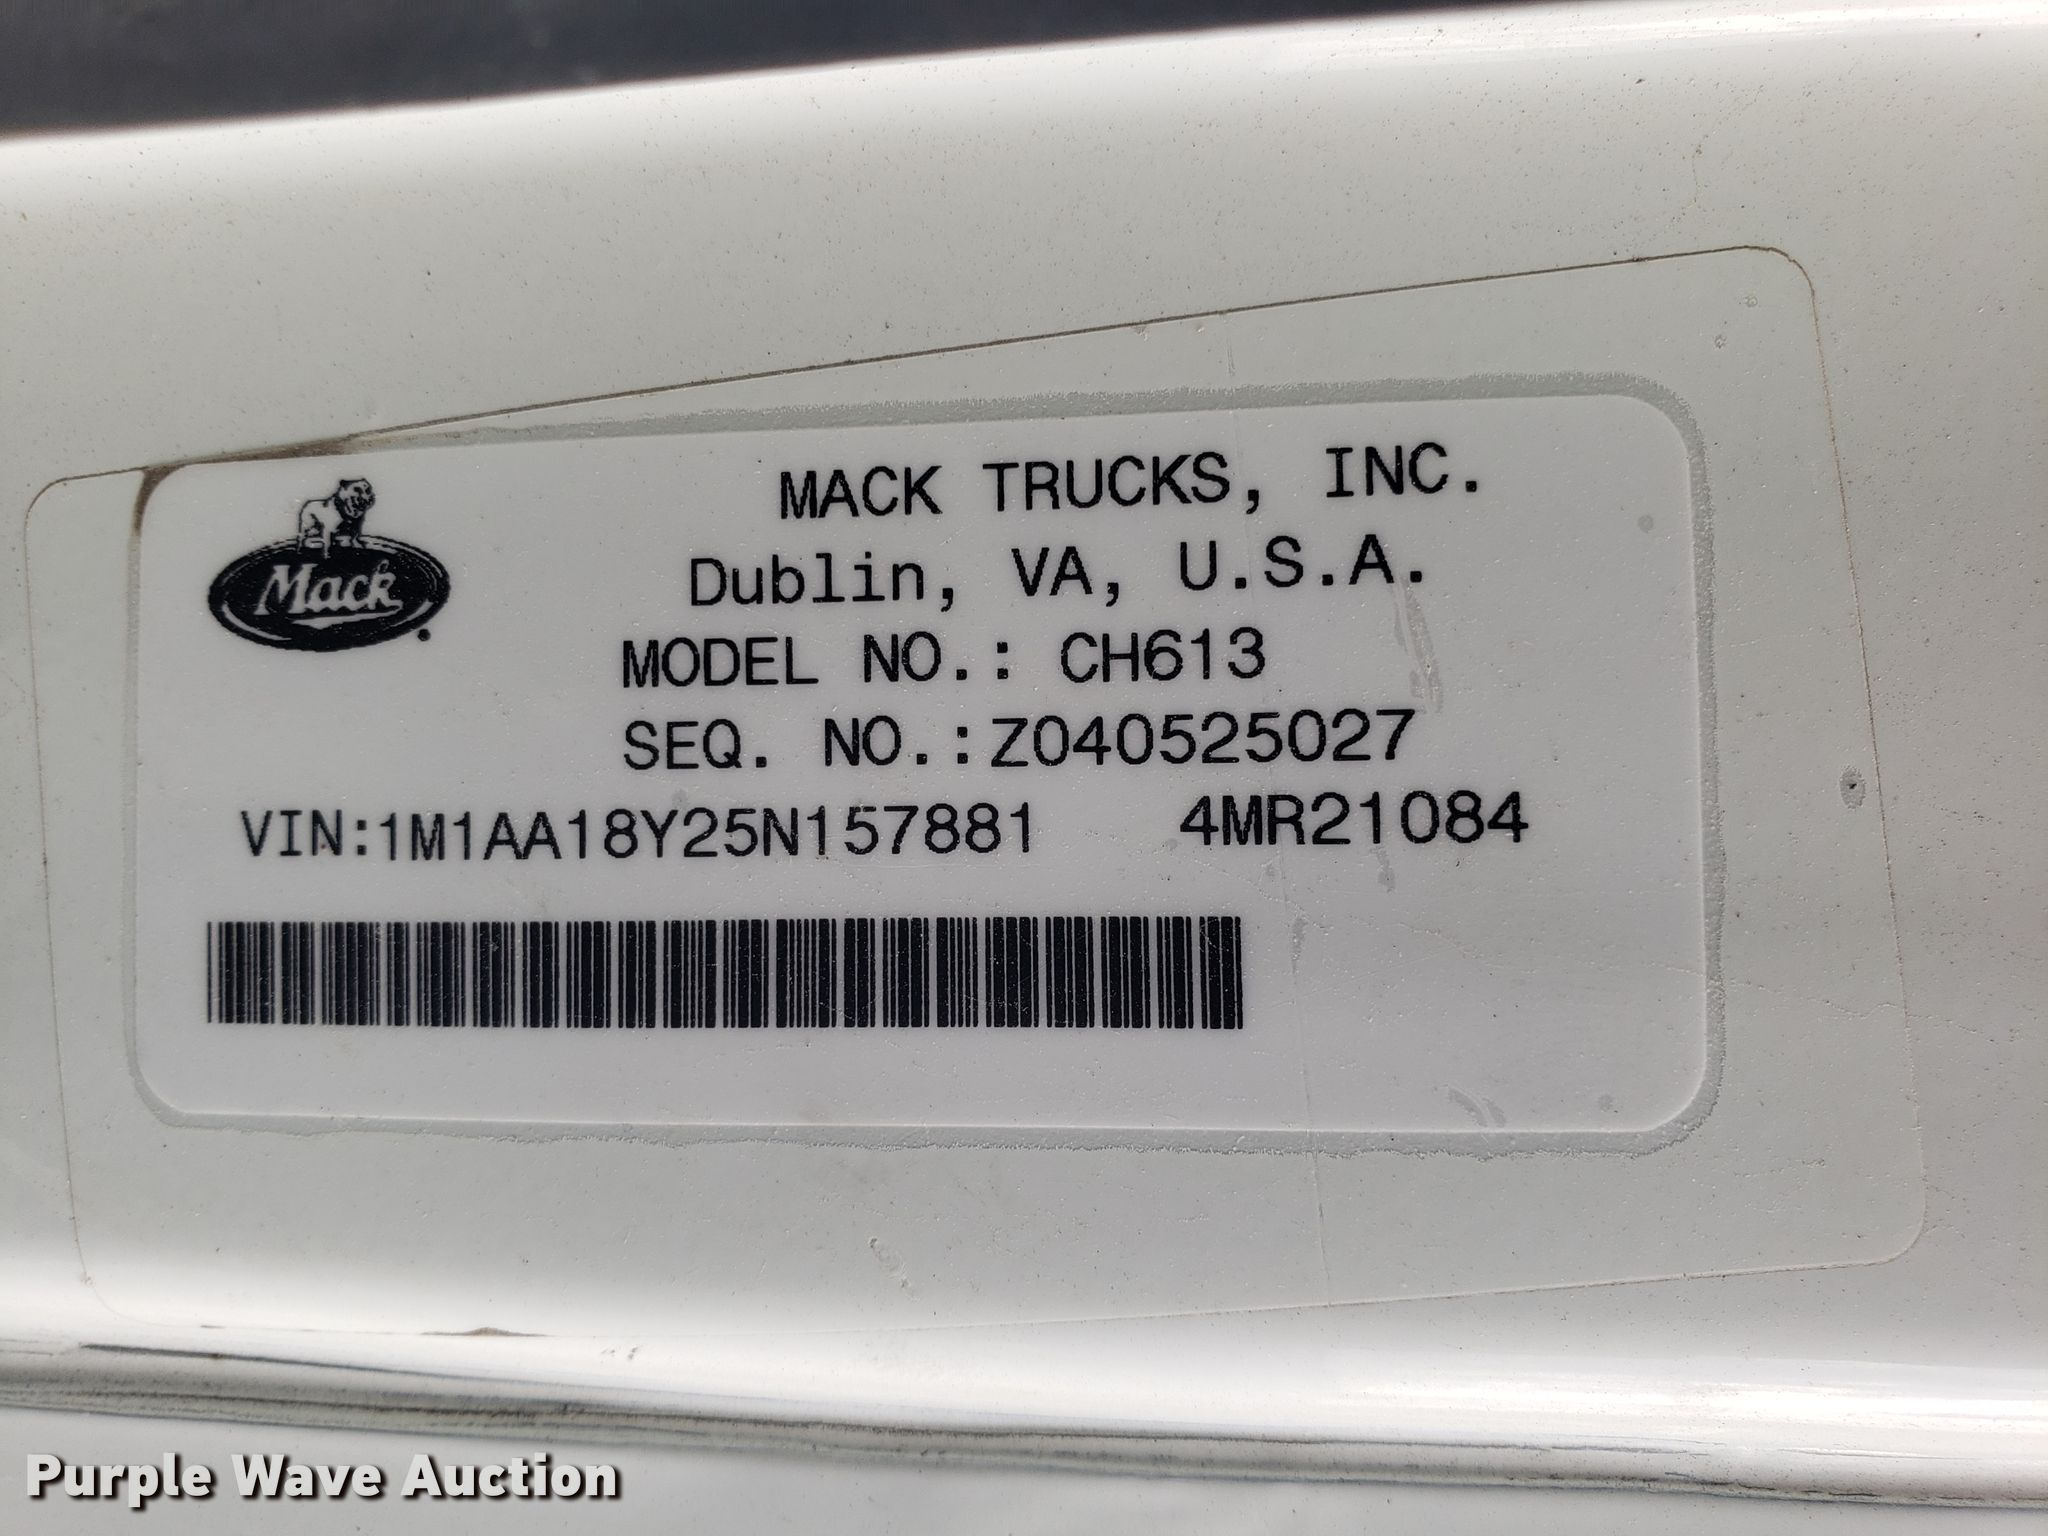 Mack
MACK TRUCKS, INC.
Dublin, VA, U.S.A.
MODEL NO.: CH613
SEQ. NO.:Z040525027
VIN:1M1AA18Y25N157881 4MR21084
Purple Wave Auction